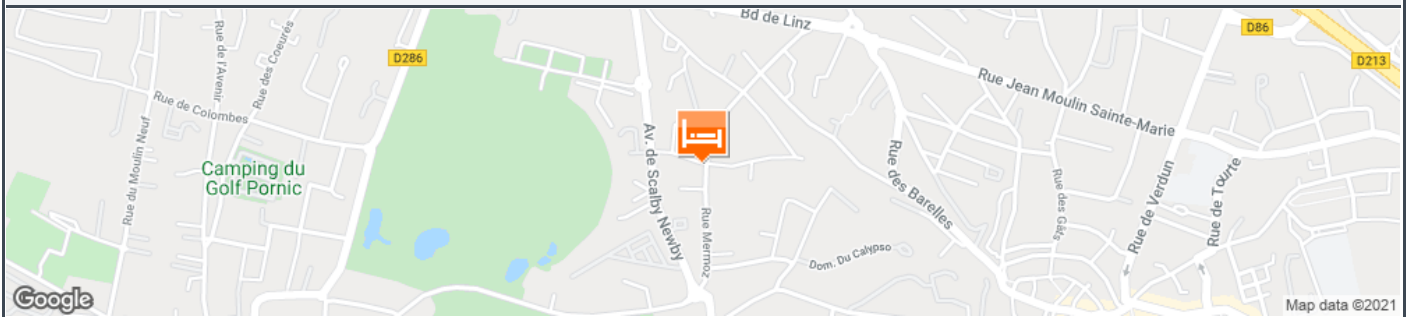 Bd de Linz
D86
D213
D286
Rue de l'Avenir
Rue des Coeurés
Rue Jean Moulin Sainte-Marie
Rue de Colombes
Rue du Moulin Neuf
Camping du
Golf Pornic
Av. de Scalby Newby
Rue des Barelles
Rue des Gâts
Rue de Verdun
Rue de Tourte
Rue Mermoz
Dom. Du Calypso
Google
Map data ©2021